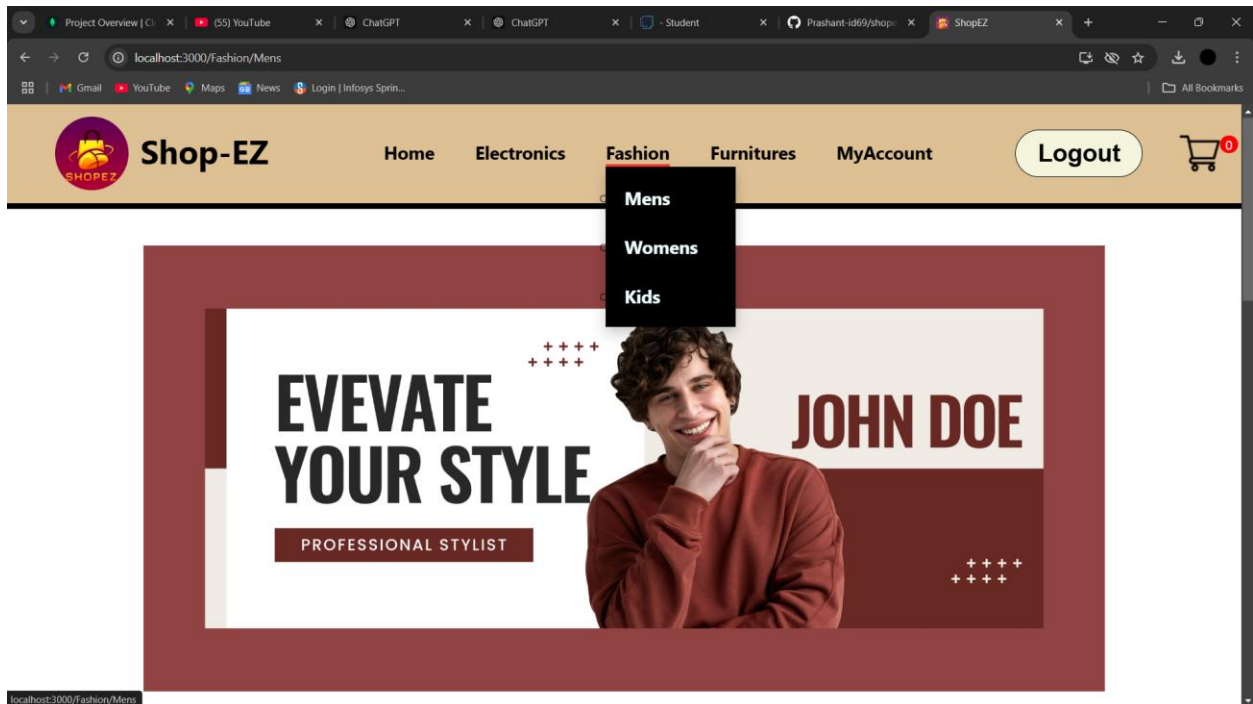 Project Overview | Cl
(55) YouTube
ChatGPT
ChatGPT
- Student
Prashant-id69/shop
ShopEZ
localhost:3000/Fashion/Mens
Gmail
YouTube
Maps
News
Login | Infosys Sprin...
All Bookmarks
SHOPEZ
Shop-EZ
Home
Electronics
Fashion
Furnitures
MyAccount
Logout
0
Mens
Womens
Kids
EVEVATE
YOUR STYLE
PROFESSIONAL STYLIST
JOHN DOE
localhost:3000/Fashion/Mens